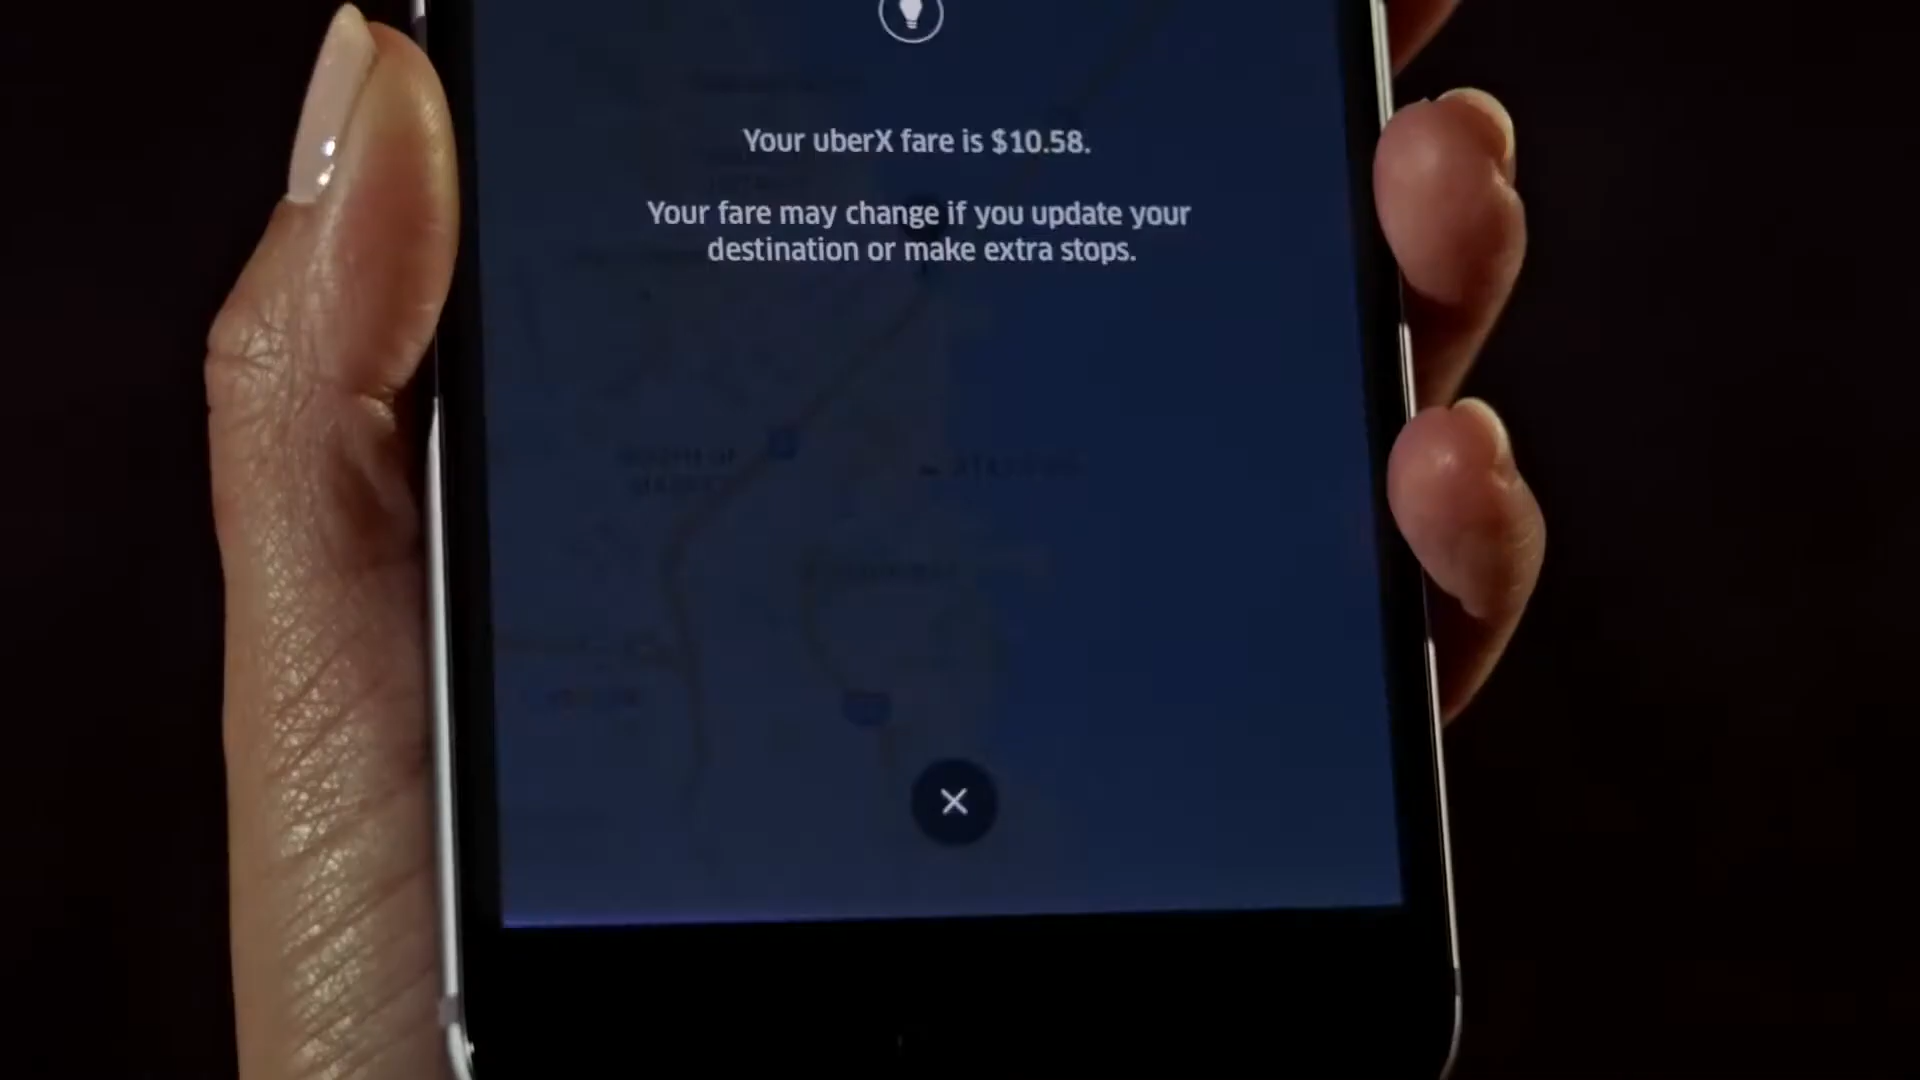 Your uberX fare is $10.58.
Your fare may change if you update your
destination or make extra stops.